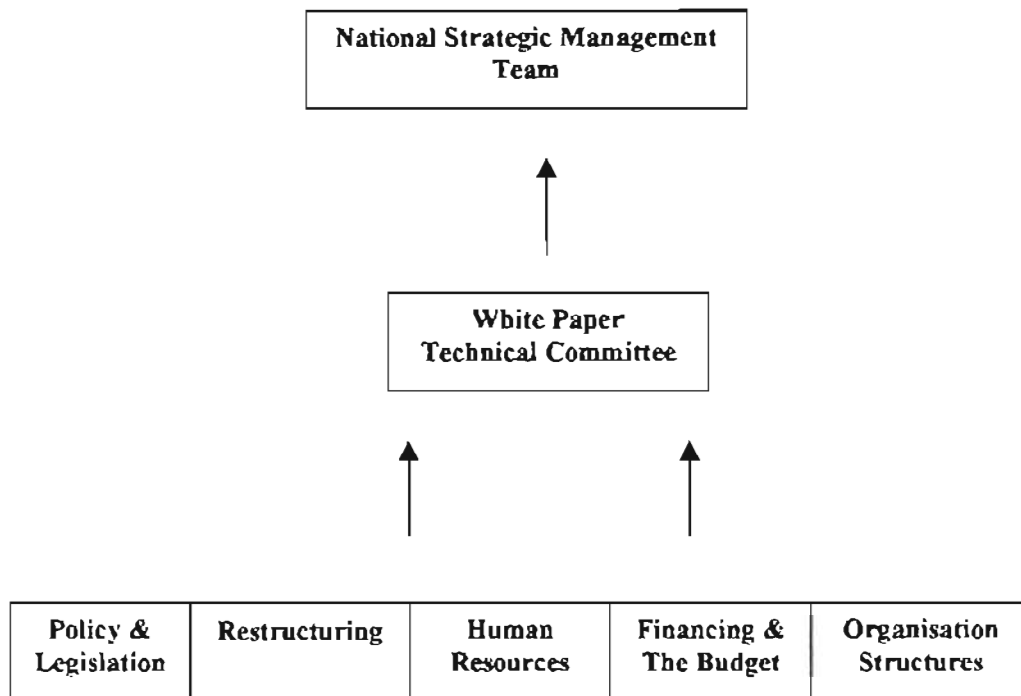 National Strategic Management
Team
White Paper
Technical Committee
Policy &
Legislation
Restructuring
Human
Resources
Financing &
The Budget
Organisation
Structures